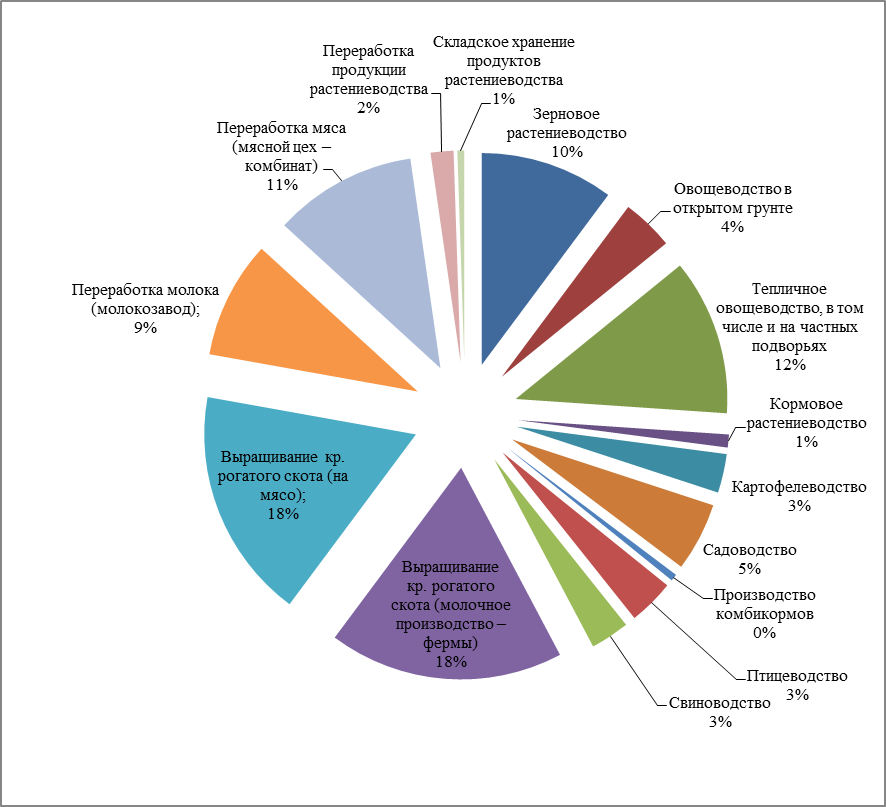 Складское хранение
продуктов
растениеводства
1%
Переработка
продукции
растениеводства
2%
Зерновое
растениеводство
10%
Переработка мяса
(мясной цех –
комбинат)
11%
Овощеводство в
открытом грунте
4%
Тепличное
овощеводство, в том
числе и на частных
подворьях
12%
Переработка молока
(молокозавод);
9%
Кормовое
растениеводство
1%
Выращивание кр.
рогатого скота (на
мясо);
18%
Картофелеводство
3%
Садоводство
5%
Выращивание
кр. рогатого
скота (молочное
производство –
фермы)
18%
Производство
комбикормов
0%
Птицеводство
3%
Свиноводство
3%